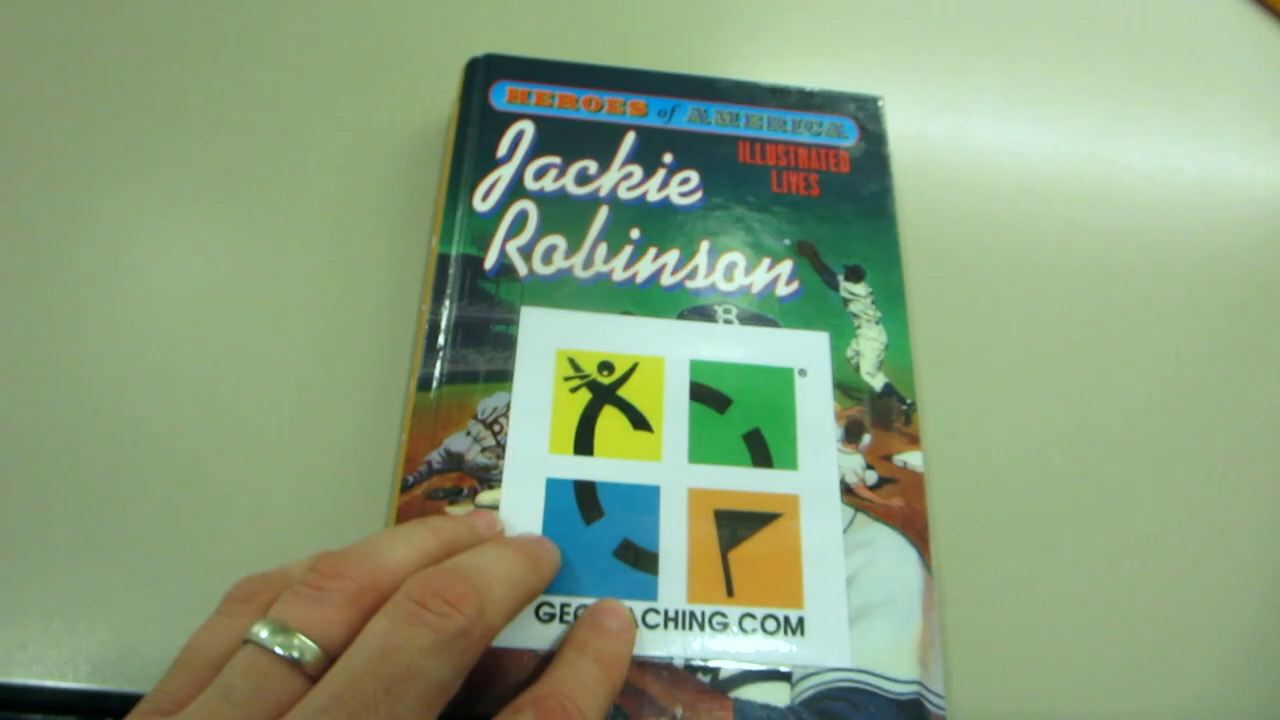 HEROES of AMERICA
ILLUSTRATED
LIVES
Jackie
Robinson
B
®